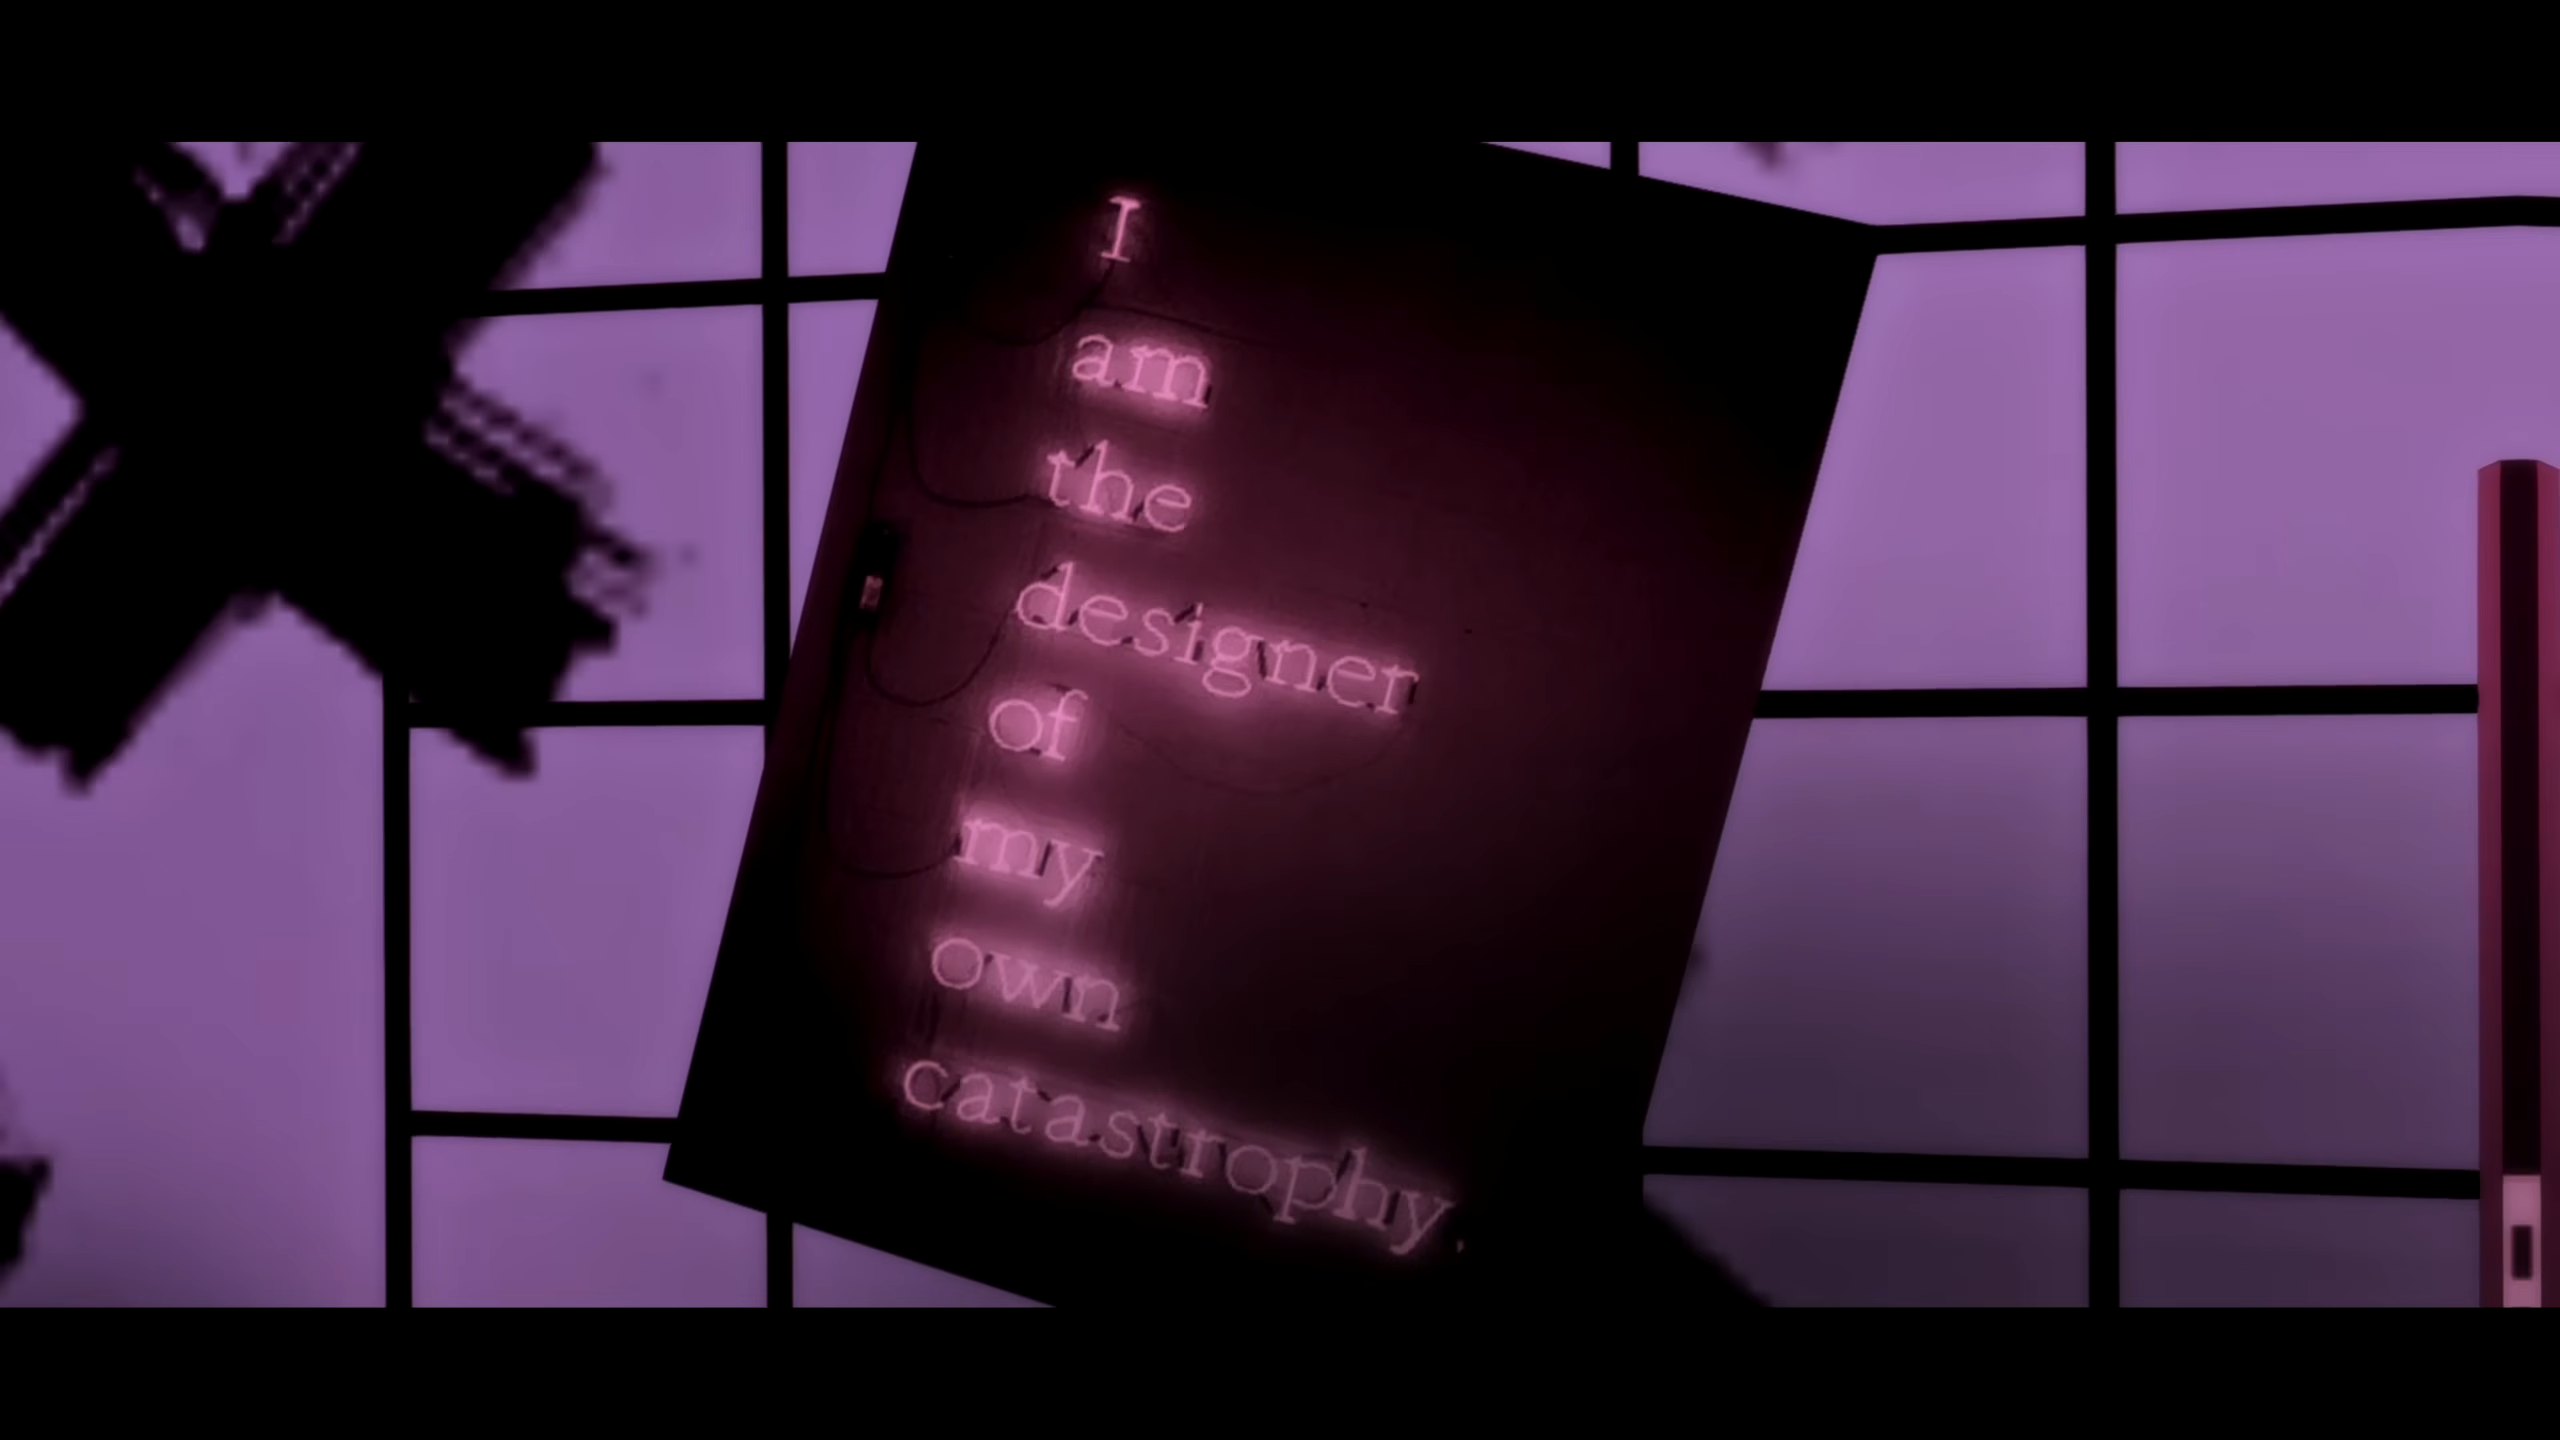 I
am
the
designer
of
my
own
catastrophy.